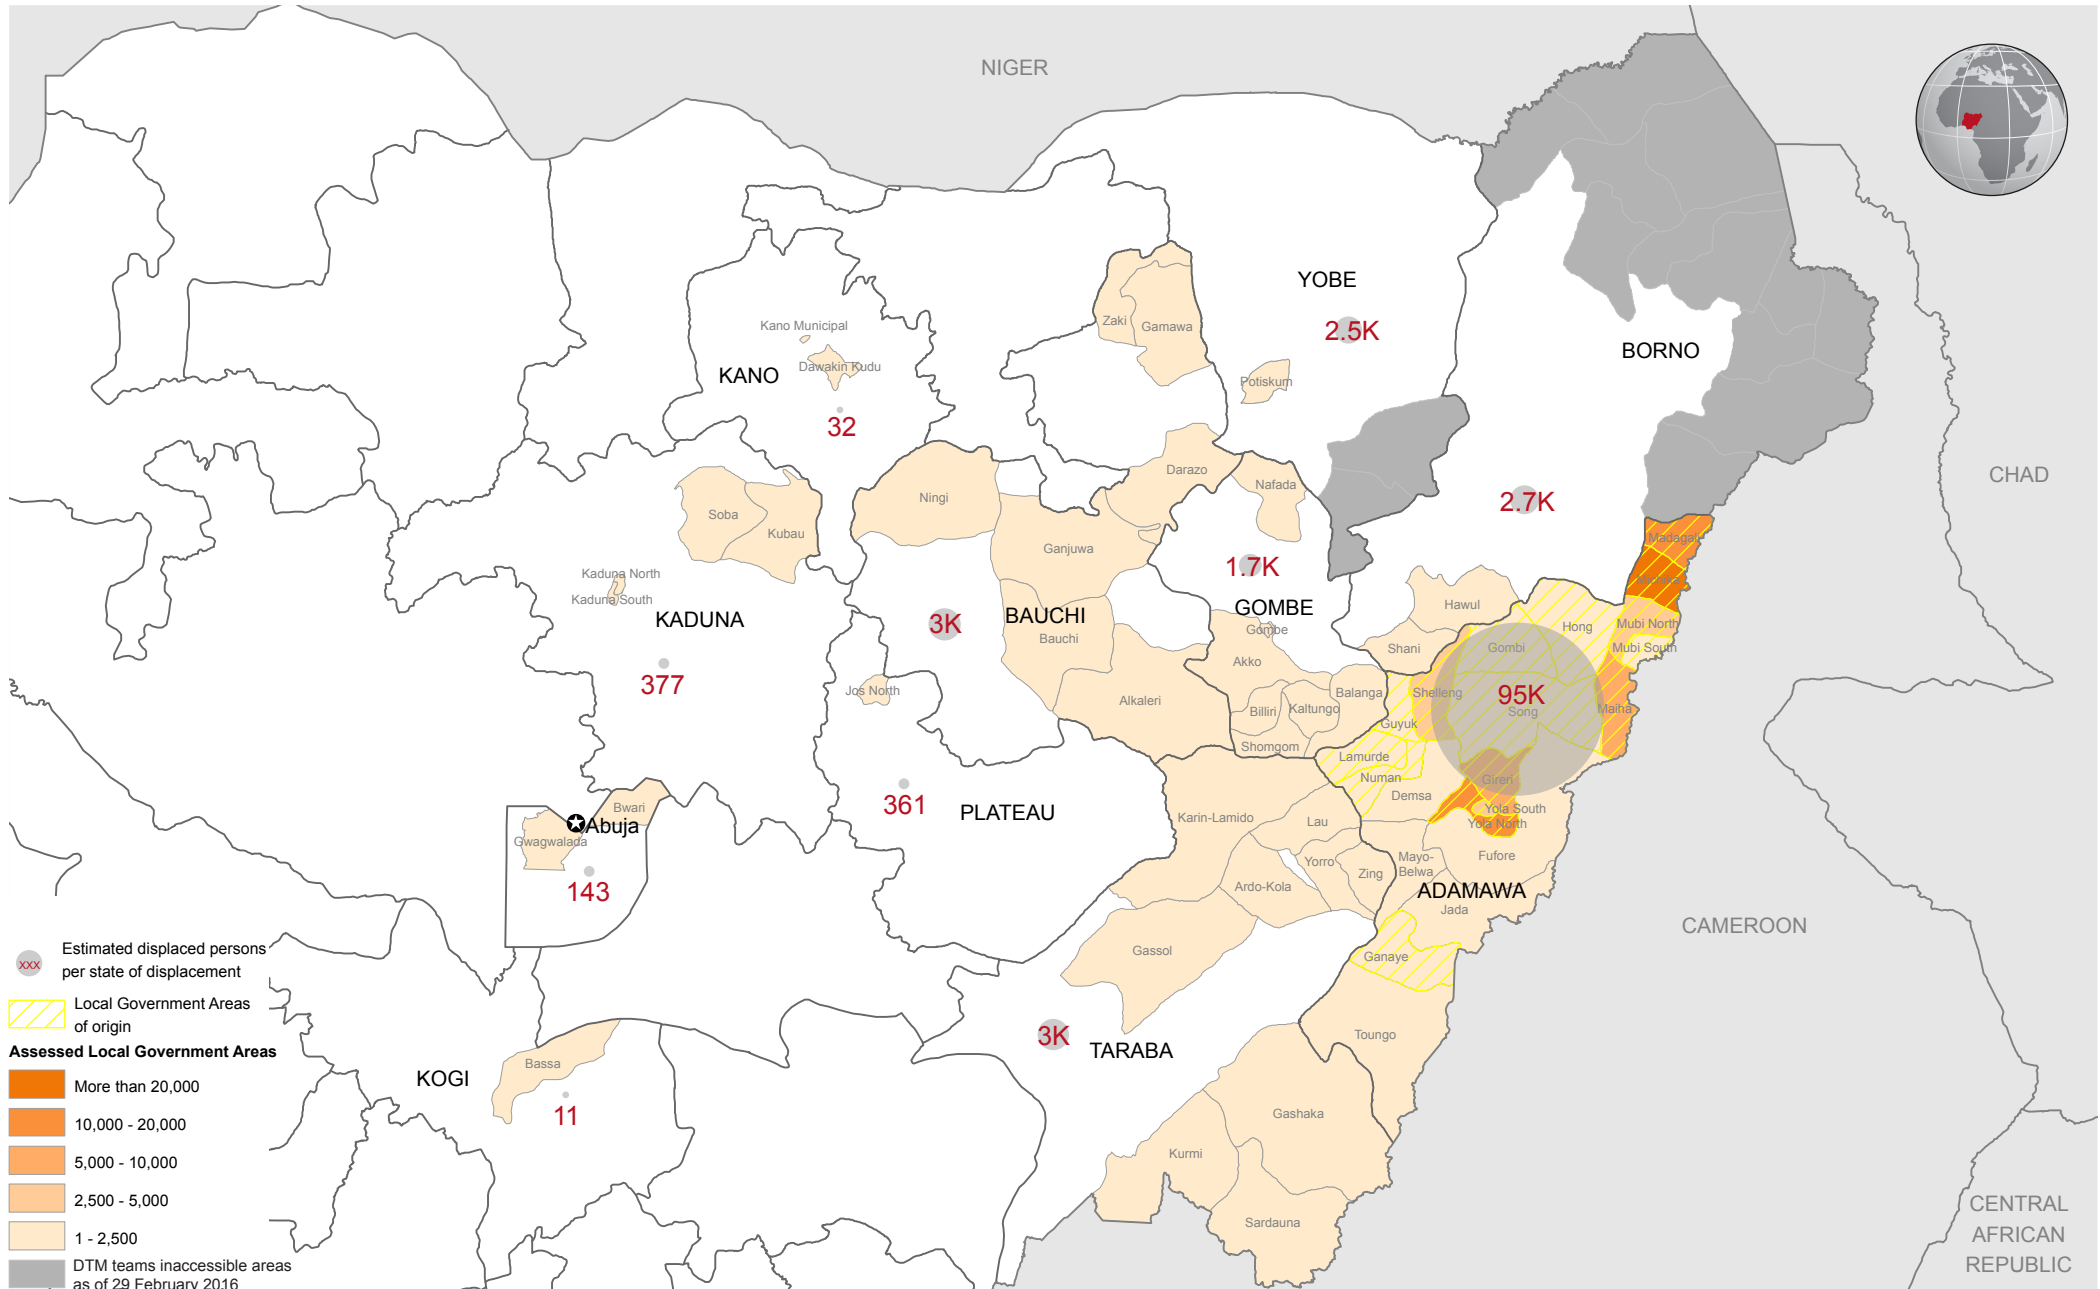 NIGER
YOBE
2.5K
Zaki
Gamawa
Kano Municipal
BORNO
KANO
Dawakin Kudu
Potiskum
32
CHAD
Darazo
Nafada
Ningi
2.7K
Soba
Kubau
Madagali
Ganjuwa
1.7K
Kaduna North
Michika
Kaduna South
Hawul
GOMBE
BAUCHI
3K
KADUNA
Hong
Mubi North
Gombe
Bauchi
Shani
Gombi
Mubi South
Akko
377
Jos North
Balanga
Shelleng
95K
Alkaleri
Billiri
Kaltungo
Song
Maiha
Guyuk
Shomgom
Lamurde
Numan
Giren
Demsa
361
PLATEAU
Bwari
Karin-Lamido
Lau
Yola South
Yola North
Abuja
Gwagwalada
Yorro
Mayo-
Belwa
Fufore
Zing
143
Ardo-Kola
ADAMAWA
Jada
CAMEROON
Gassol
Ganaye
3K
TARABA
Toungo
Bassa
KOGI
11
Gashaka
Kurmi
Sardauna
CENTRAL
AFRICAN
REPUBLIC
xxx
Estimated displaced persons
per state of displacement
Local Government Areas
of origin
Assessed Local Government Areas
More than 20,000
10,000 - 20,000
5,000 - 10,000
2,500 - 5,000
1 - 2,500
DTM teams inaccessible areas
as of 29 February 2016